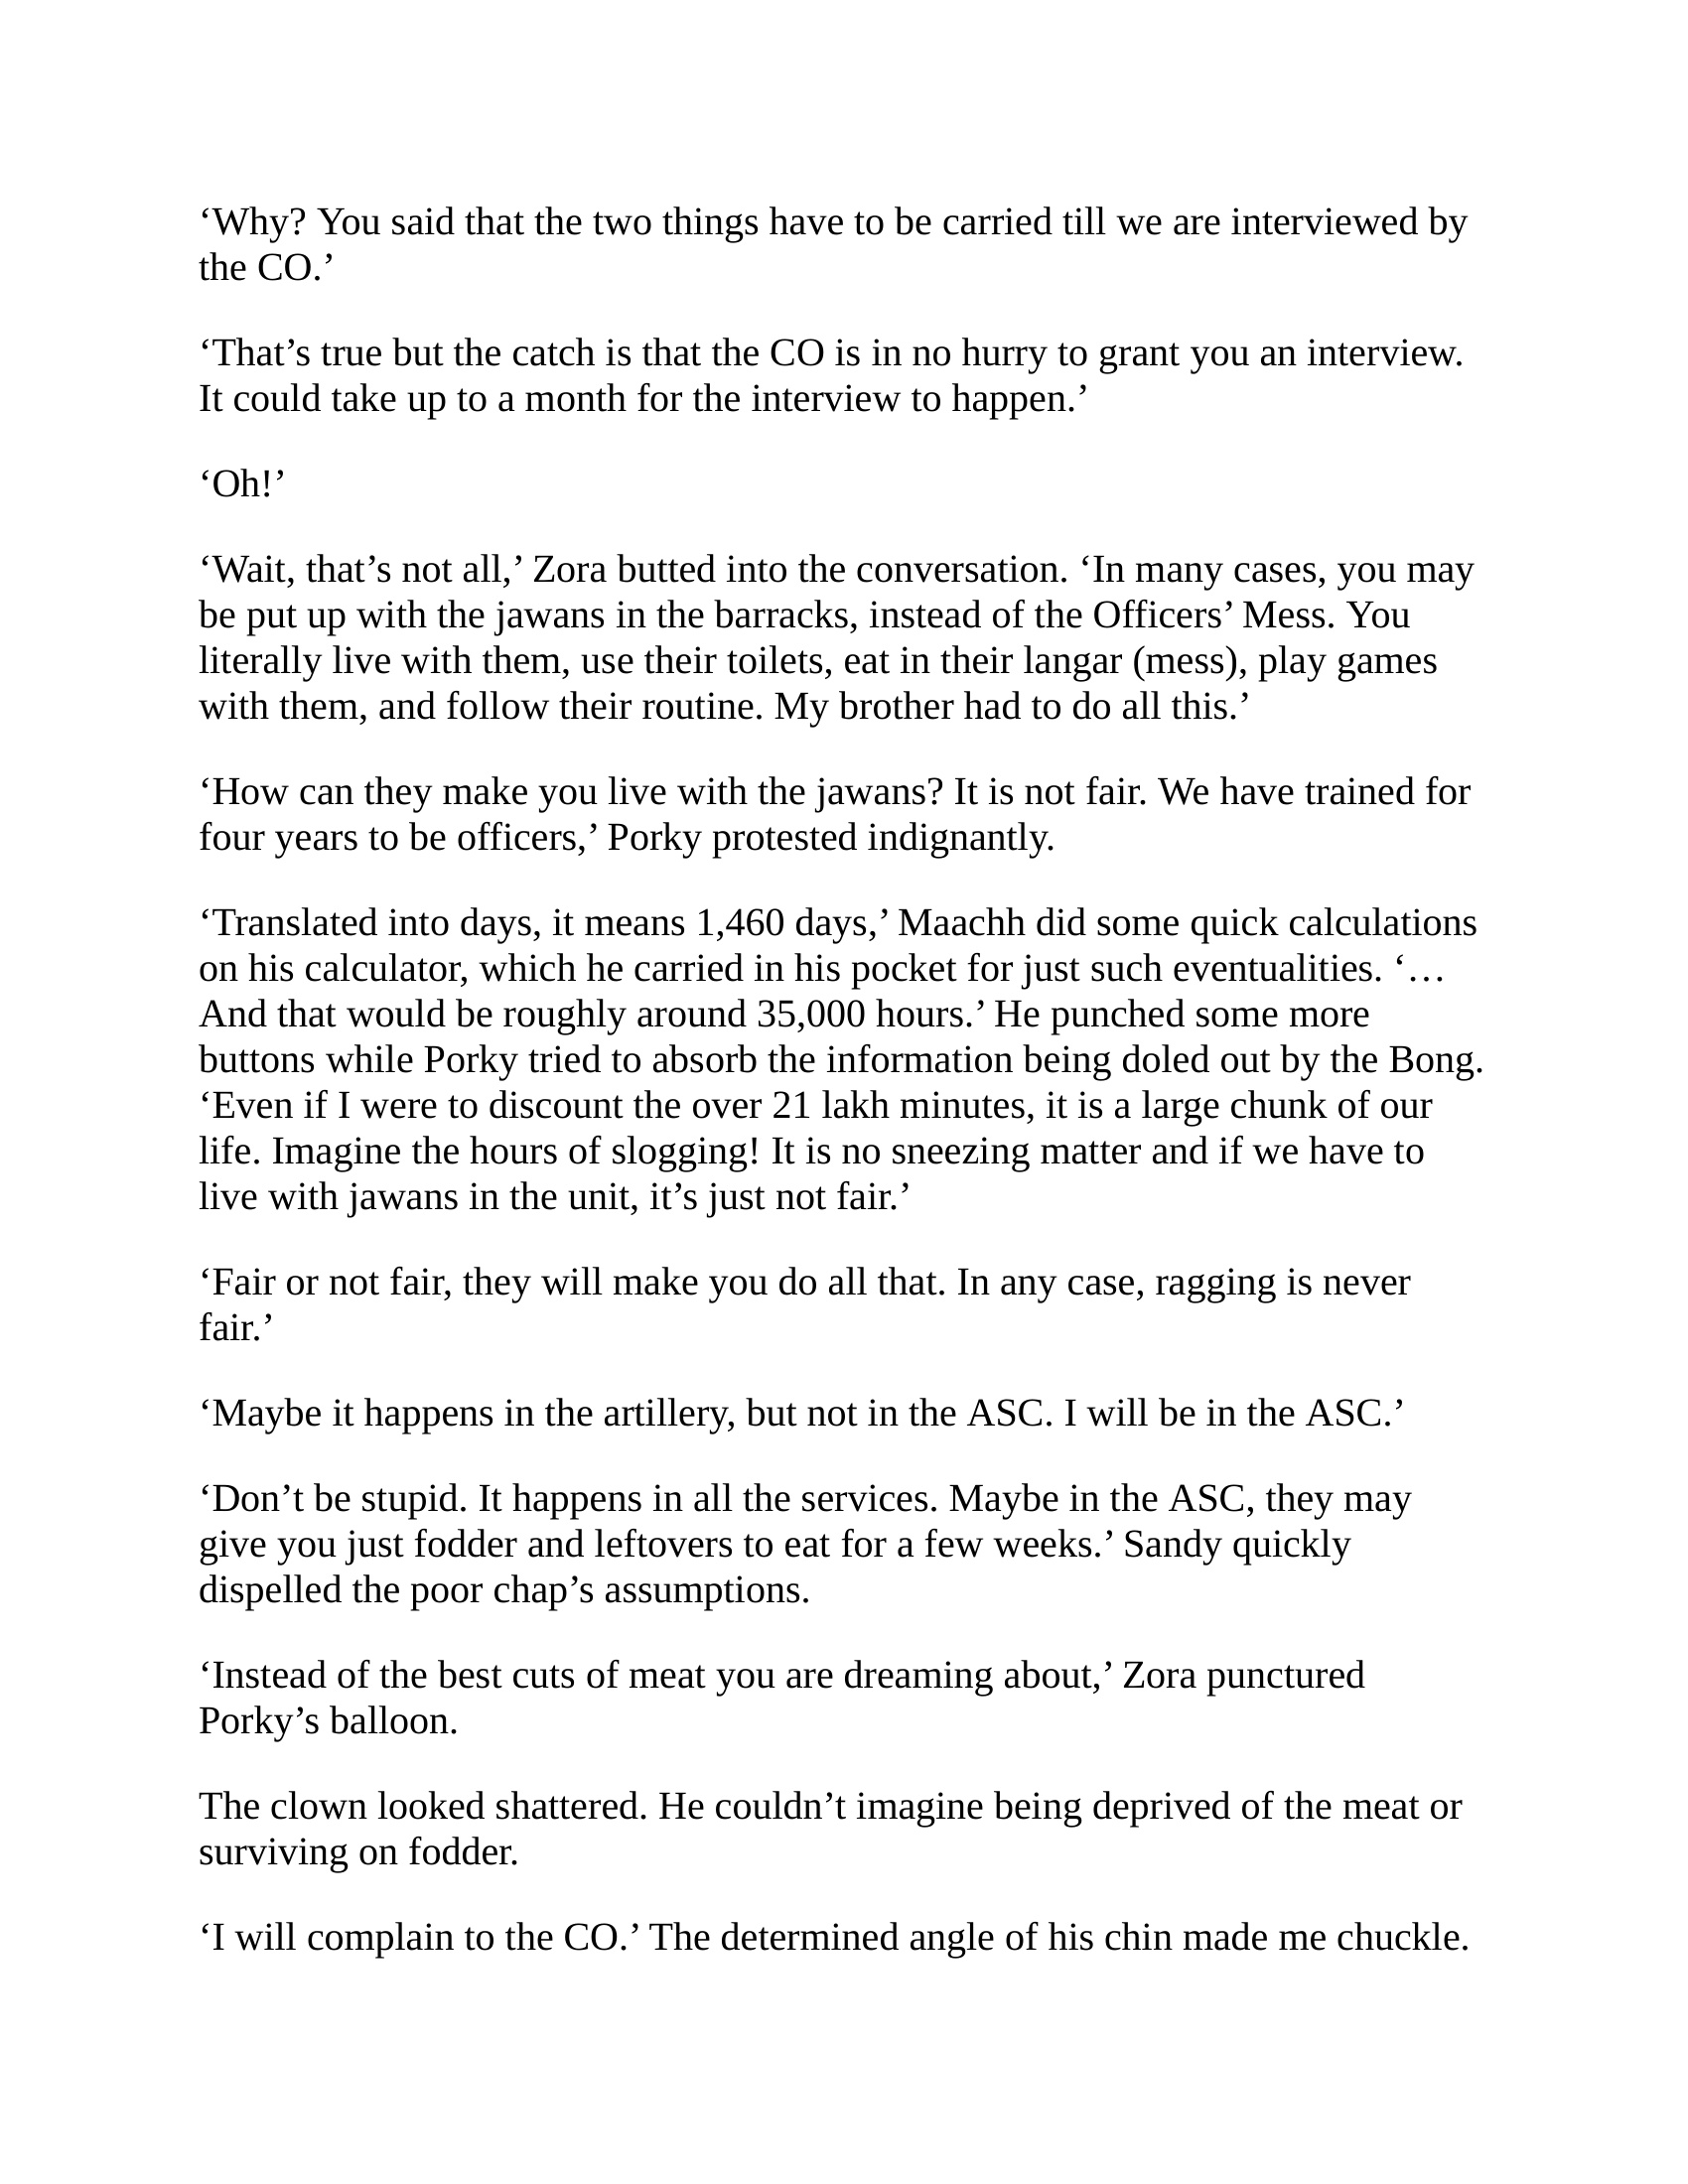 ‘Why? You said that the two things have to be carried till we are interviewed by
the CO.’
‘That’s true but the catch is that the CO is in no hurry to grant you an interview.
It could take up to a month for the interview to happen.’
‘Oh!’
‘Wait, that’s not all,’ Zora butted into the conversation. ‘In many cases, you may
be put up with the jawans in the barracks, instead of the Officers’ Mess. You
literally live with them, use their toilets, eat in their langar (mess), play games
with them, and follow their routine. My brother had to do all this.’
‘How can they make you live with the jawans? It is not fair. We have trained for
four years to be officers,’ Porky protested indignantly.
‘Translated into days, it means 1,460 days,’ Maachh did some quick calculations
on his calculator, which he carried in his pocket for just such eventualities. ‘…
And that would be roughly around 35,000 hours.’ He punched some more
buttons while Porky tried to absorb the information being doled out by the Bong.
‘Even if I were to discount the over 21 lakh minutes, it is a large chunk of our
life. Imagine the hours of slogging! It is no sneezing matter and if we have to
live with jawans in the unit, it’s just not fair.’
‘Fair or not fair, they will make you do all that. In any case, ragging is never
fair.’
‘Maybe it happens in the artillery, but not in the ASC. I will be in the ASC.’
‘Don’t be stupid. It happens in all the services. Maybe in the ASC, they may
give you just fodder and leftovers to eat for a few weeks.’ Sandy quickly
dispelled the poor chap’s assumptions.
‘Instead of the best cuts of meat you are dreaming about,’ Zora punctured
Porky’s balloon.
The clown looked shattered. He couldn’t imagine being deprived of the meat or
surviving on fodder.
‘I will complain to the CO.’ The determined angle of his chin made me chuckle.